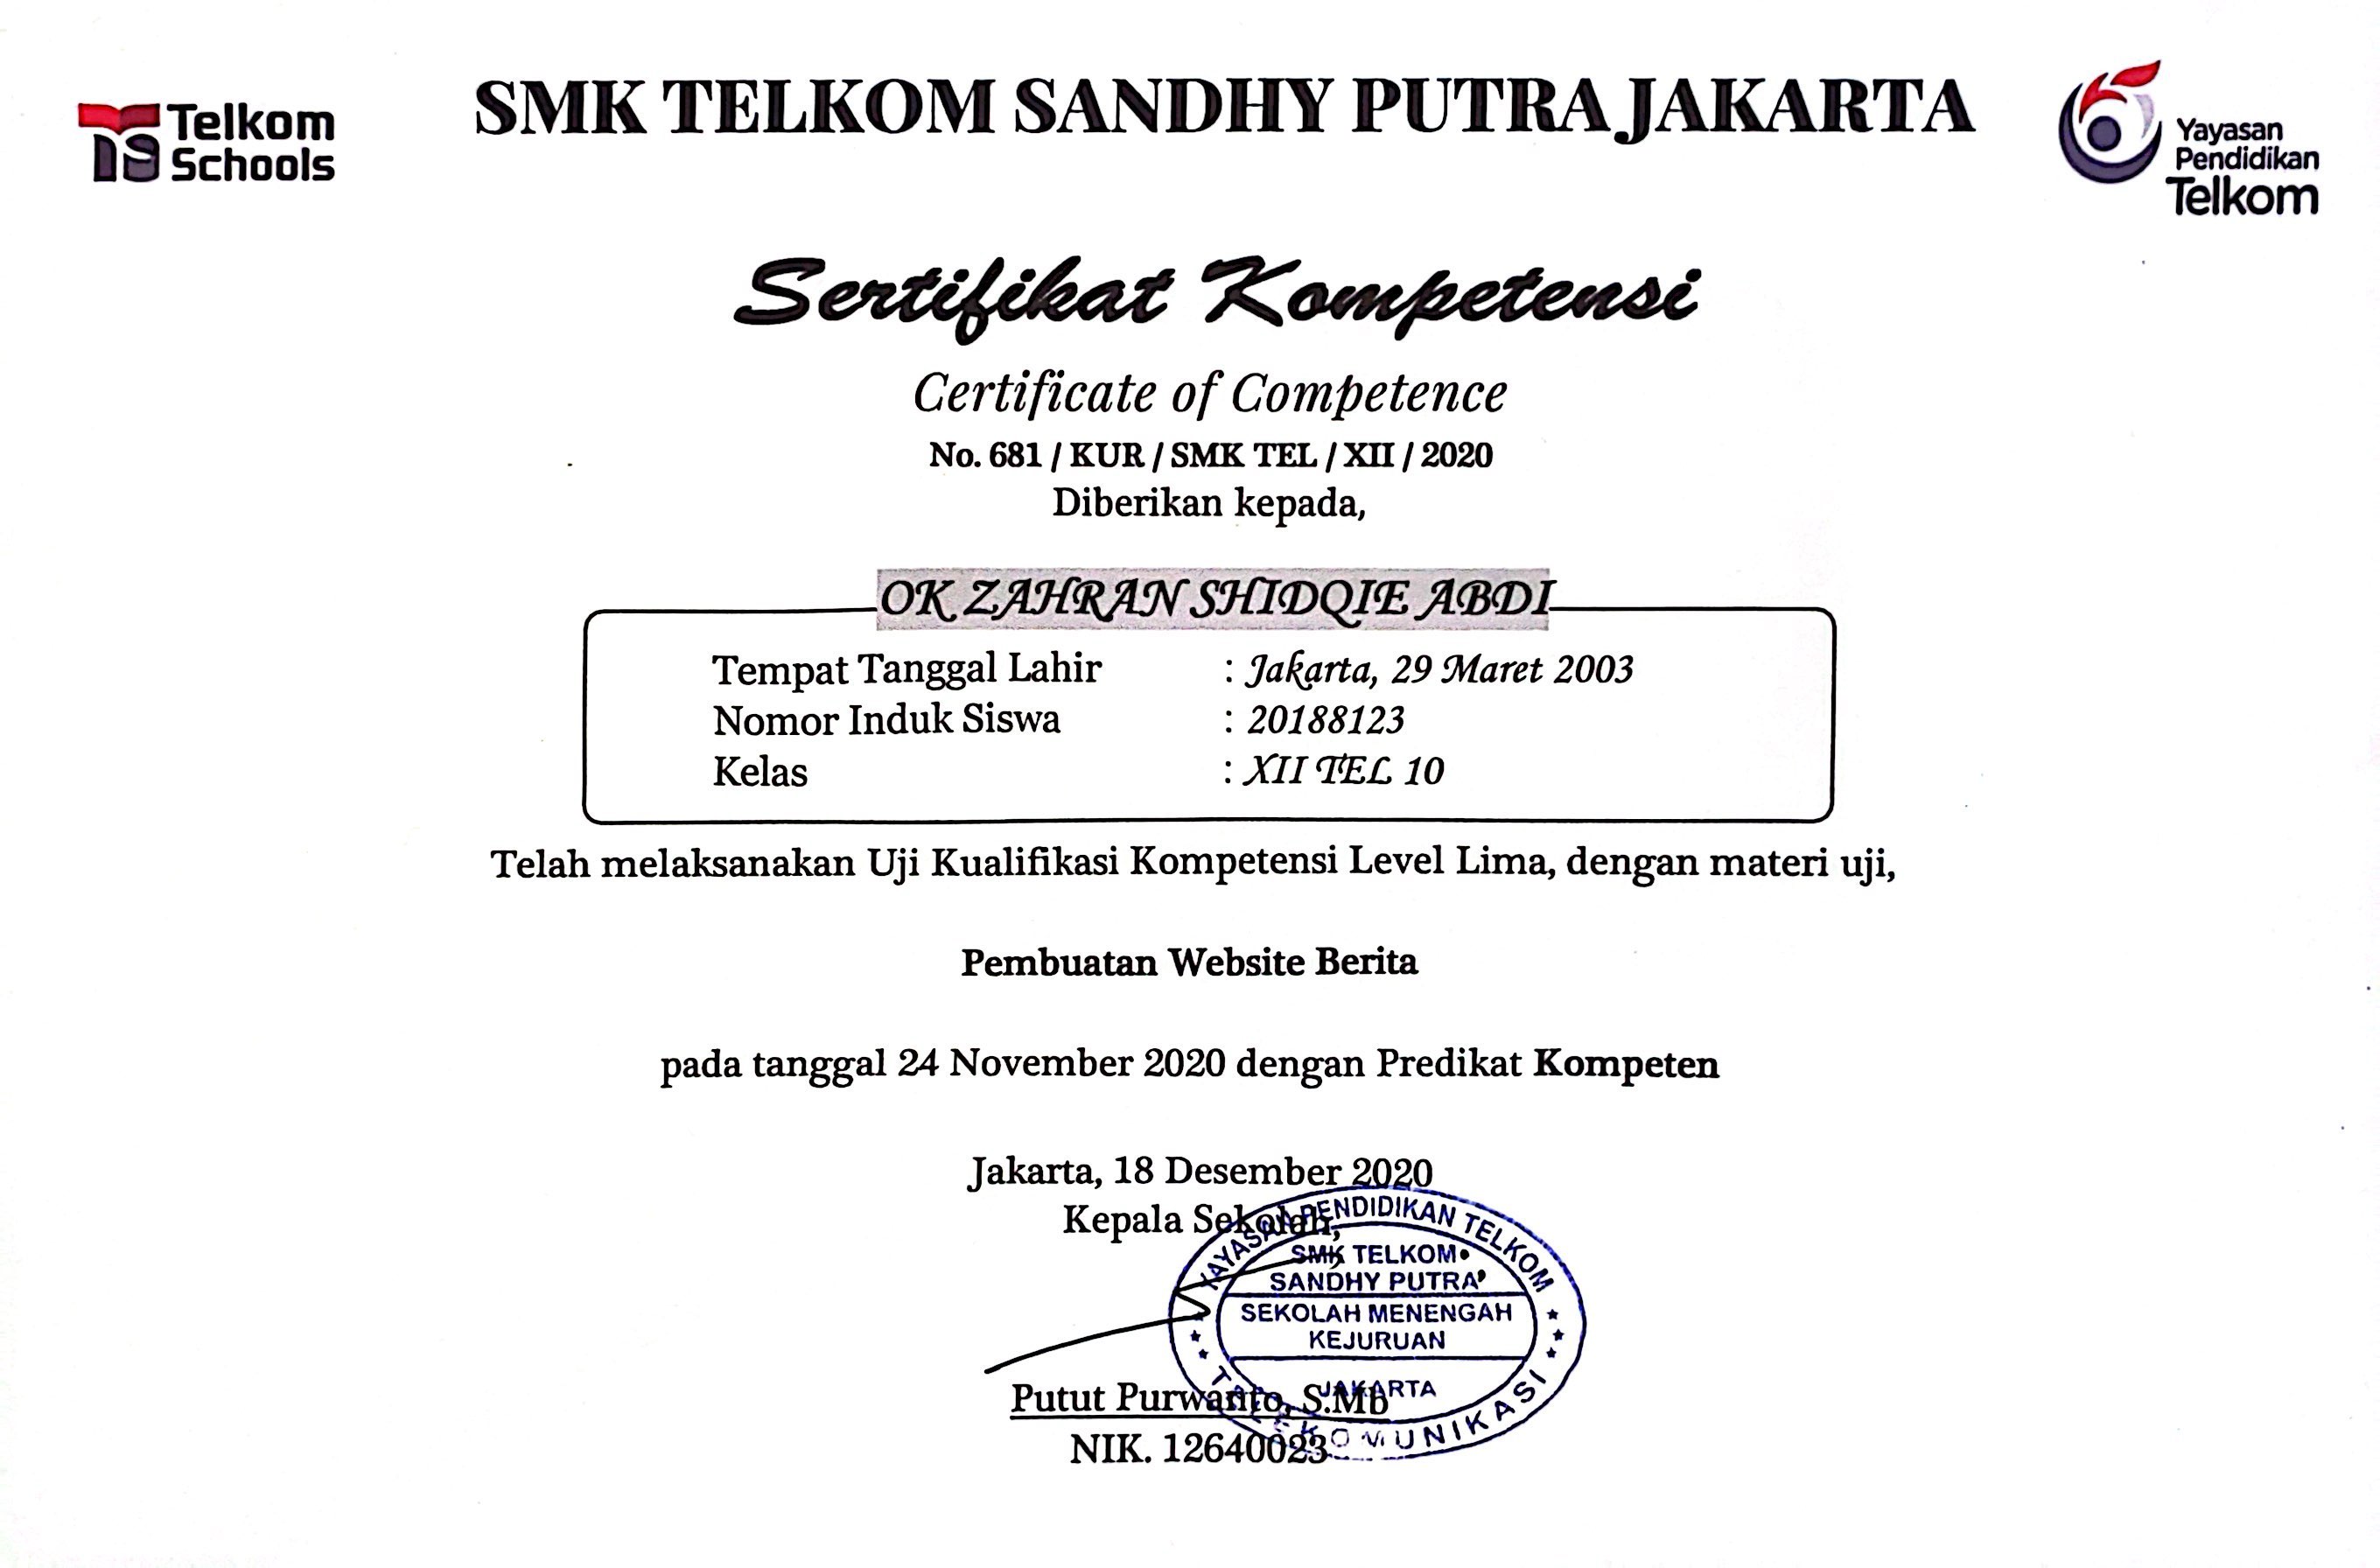 Telkom
Schools
SMK TELKOM SANDHY PUTRA JAKARTA
Yayasan
Pendidikan
Telkom
Sertifikat Kompetensi
Certificate of Competence
No. 681 / KUR / SMK TEL / XII / 2020
Diberikan kepada,
OK ZAHRAN SHIDQIE ABDI
Tempat Tanggal Lahir : Jakarta, 29 Maret 2003
Nomor Induk Siswa : 20188123
Kelas : XII TEL 10
Telah melaksanakan Uji Kualifikasi Kompetensi Level Lima, dengan materi uji,
Pembuatan Website Berita
pada tanggal 24 November 2020 dengan Predikat Kompeten
Jakarta, 18 Desember 2020
Kepala Sekolah,
YAYASAN PENDIDIKAN TELKOM
SMK TELKOM
SANDHY PUTRA
SEKOLAH MENENGAH
KEJURUAN
JAKARTA
TELEKOMUNIKASI
Putut Purwanto, S.Mb
NIK. 12640023